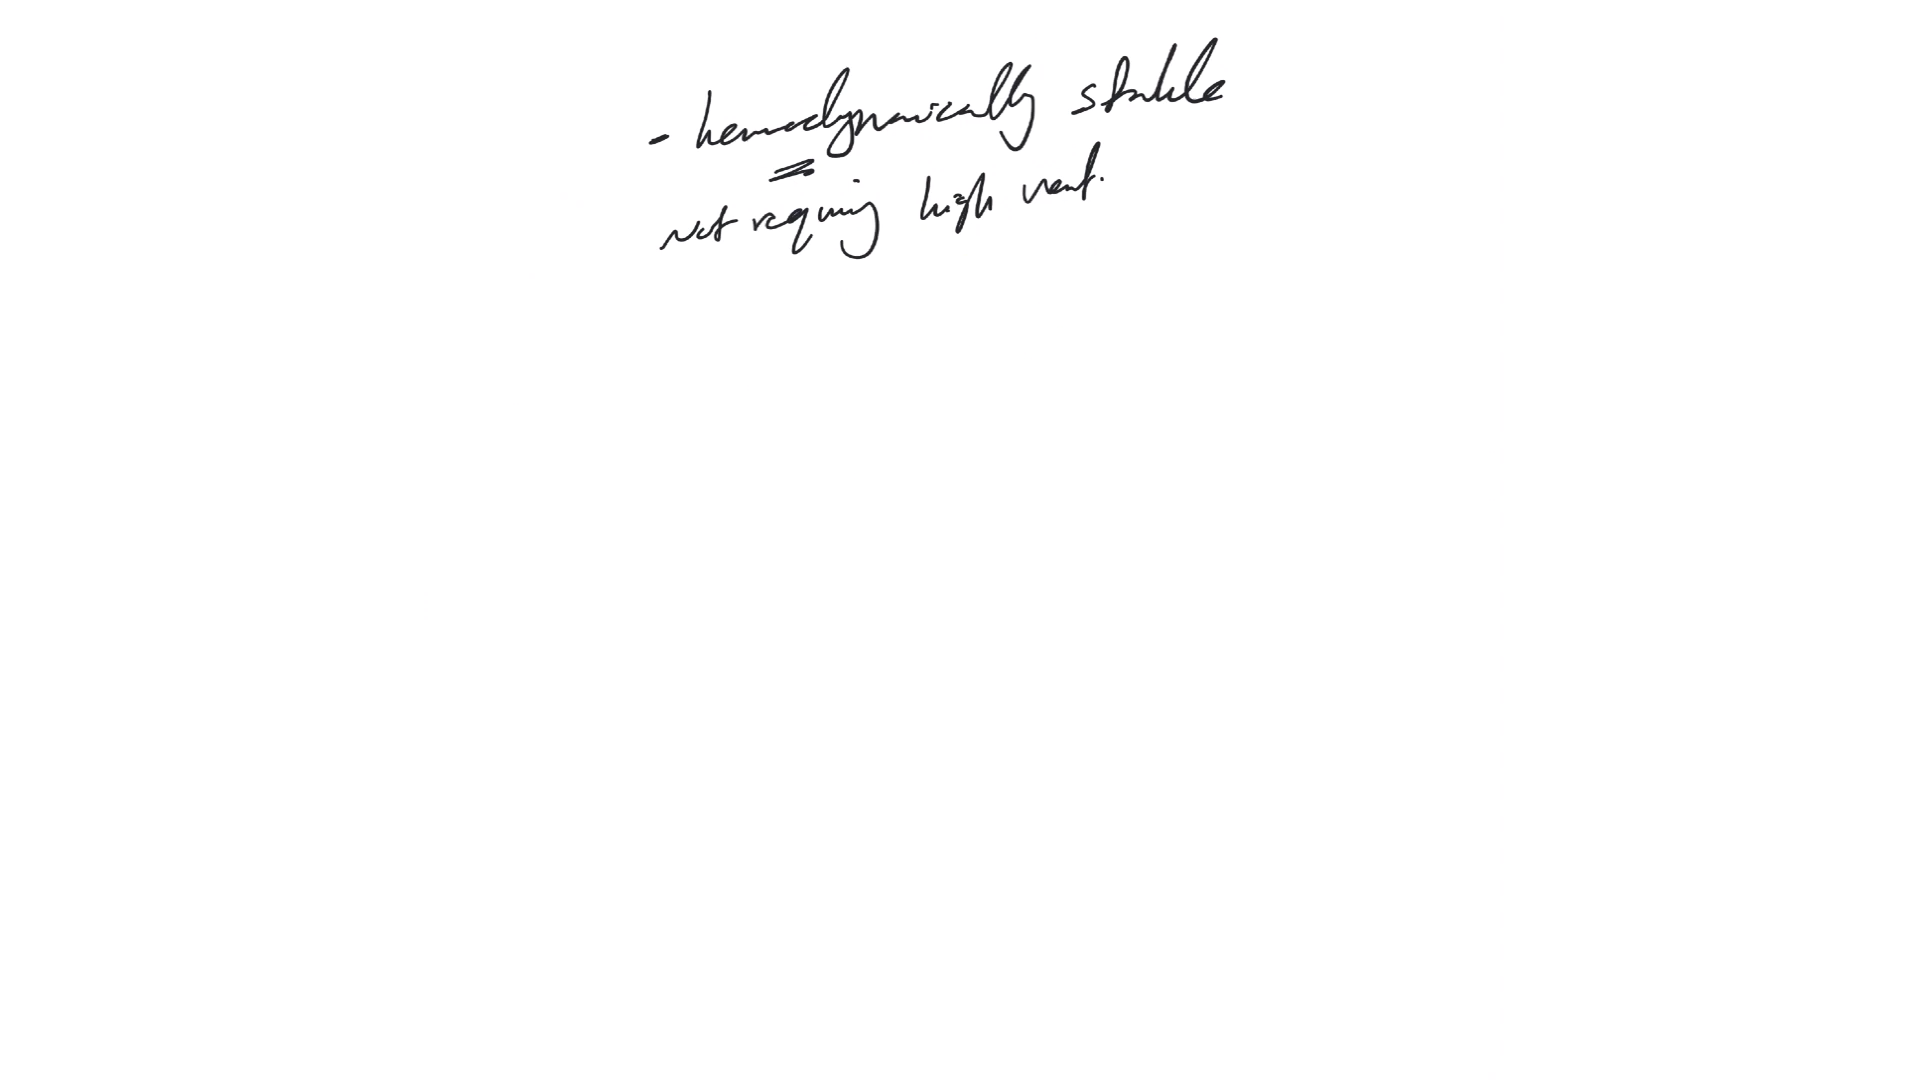 - hemodynamically stable
not requiring high vent.